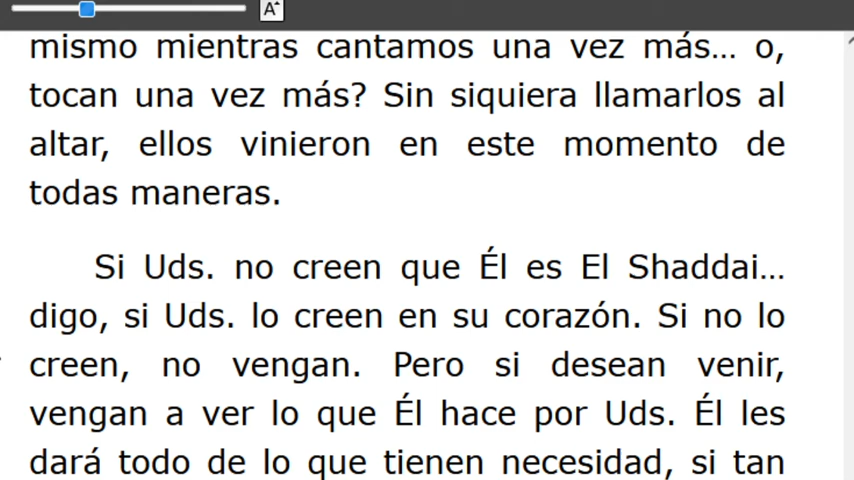 A
mismo mientras cantamos una vez más... o,
tocan una vez más? Sin siquiera llamarlos al
altar, ellos vinieron en este momento de
todas maneras.
Si Uds. no creen que Él es El Shaddai...
digo, si Uds. lo creen en su corazón. Si no lo
creen, no vengan. Pero si desean venir,
vengan a ver lo que Él hace por Uds. Él les
dará todo de lo que tienen necesidad, si tan